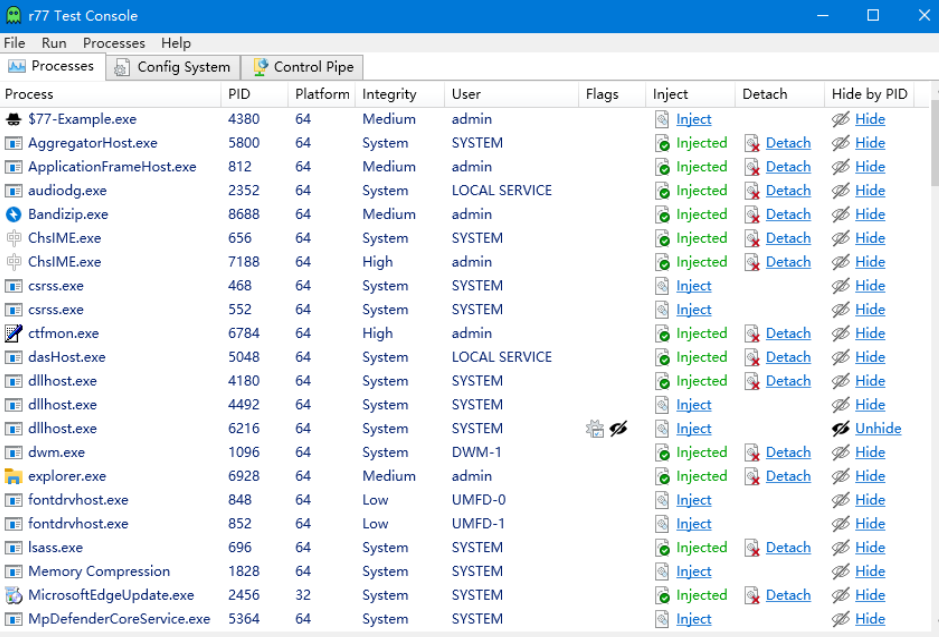 r77 Test Console
File Run Processes Help
Processes Config System Control Pipe
Process PID Platform Integrity User Flags Inject Detach Hide by PID
$77-Example.exe 4380 64 Medium admin Inject Hide
AggregatorHost.exe 5800 64 System SYSTEM Injected Detach Hide
ApplicationFrameHost.exe 812 64 Medium admin Injected Detach Hide
audiodg.exe 2352 64 System LOCAL SERVICE Injected Detach Hide
Bandizip.exe 8688 64 Medium admin Injected Detach Hide
ChsIME.exe 656 64 System SYSTEM Injected Detach Hide
ChsIME.exe 7188 64 High admin Injected Detach Hide
csrss.exe 468 64 System SYSTEM Inject Hide
csrss.exe 552 64 System SYSTEM Inject Hide
ctfmon.exe 6784 64 High admin Injected Detach Hide
dasHost.exe 5048 64 System LOCAL SERVICE Injected Detach Hide
dllhost.exe 4180 64 System SYSTEM Injected Detach Hide
dllhost.exe 4492 64 System SYSTEM Inject Hide
dllhost.exe 6216 64 System SYSTEM Inject Unhide
dwm.exe 1096 64 System DWM-1 Injected Detach Hide
explorer.exe 6928 64 Medium admin Injected Detach Hide
fontdrvhost.exe 848 64 Low UMFD-0 Inject Hide
fontdrvhost.exe 852 64 Low UMFD-1 Inject Hide
lsass.exe 696 64 System SYSTEM Injected Detach Hide
Memory Compression 1828 64 System SYSTEM Inject Hide
MicrosoftEdgeUpdate.exe 2456 32 System SYSTEM Injected Detach Hide
MpDefenderCoreService.exe 5364 64 System SYSTEM Inject Hide